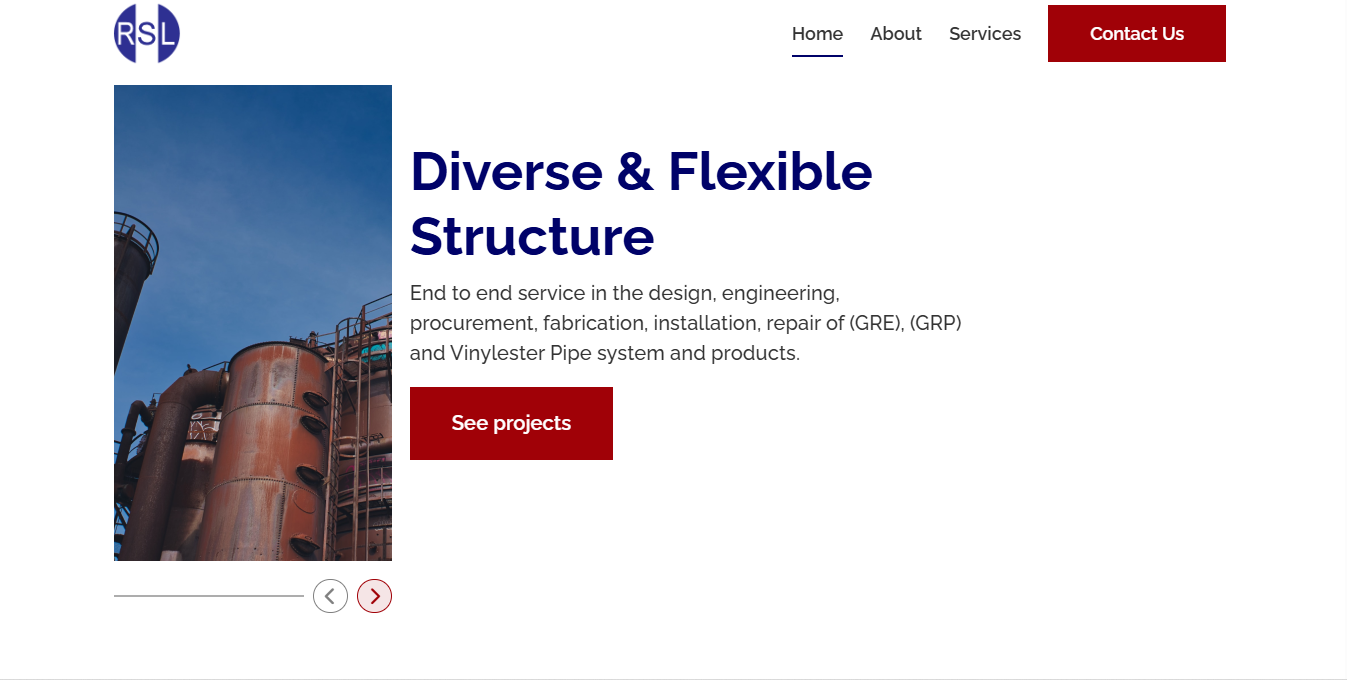 RSL
Home About Services Contact Us
Diverse & Flexible
Structure
End to end service in the design, engineering,
procurement, fabrication, installation, repair of (GRE), (GRP)
and Vinylester Pipe system and products.
See projects